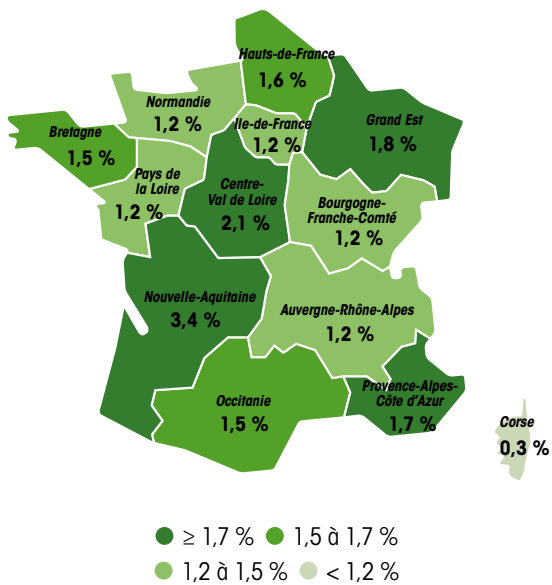 Hauts-de-France
1,6 %
Normandie
1,2 %
Ile-de-France
1,2 %
Grand Est
1,8 %
Bretagne
1,5 %
Pays de
la Loire
1,2 %
Centre-
Val de Loire
2,1 %
Bourgogne-
Franche-Comté
1,2 %
Nouvelle-Aquitaine
3,4 %
Auvergne-Rhône-Alpes
1,2 %
Occitanie
1,5 %
Provence-Alpes-
Côte d'Azur
1,7 %
Corse
0,3 %
≥ 1,7 % 1,5 à 1,7 %
1,2 à 1,5 % < 1,2 %